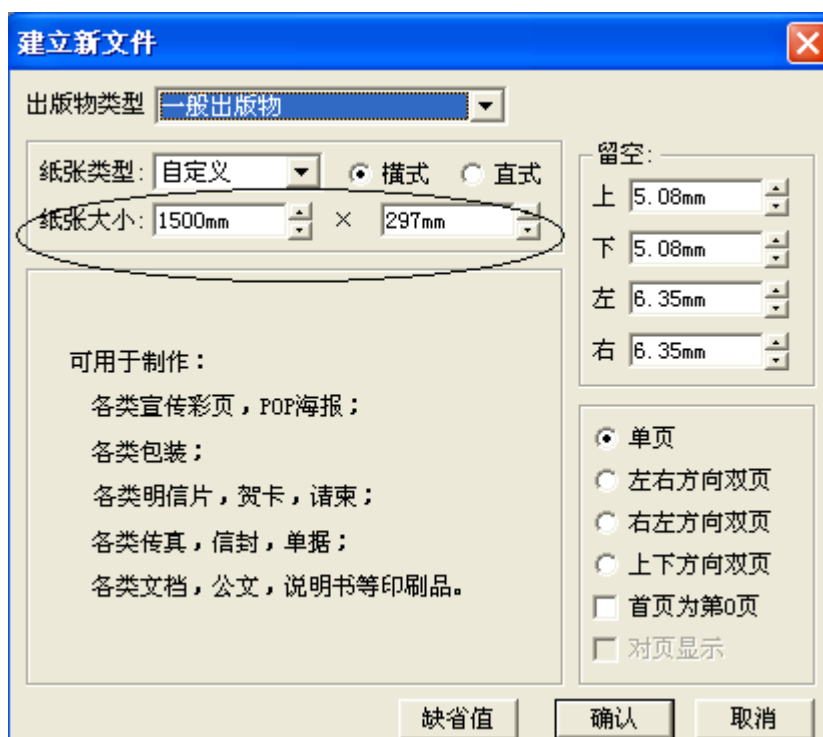 建立新文件
出版物类型 一般出版物
纸张类型: 自定义 横式 直式
纸张大小: 1500mm × 297mm
可用于制作：
各类宣传彩页，POP海报；
各类包装；
各类明信片，贺卡，请柬；
各类传真，信封，单据；
各类文档，公文，说明书等印刷品。
留空:
上 5.08mm
下 5.08mm
左 6.35mm
右 6.35mm
单页
左右方向双页
右左方向双页
上下方向双页
首页为第0页
对页显示
缺省值 确认 取消